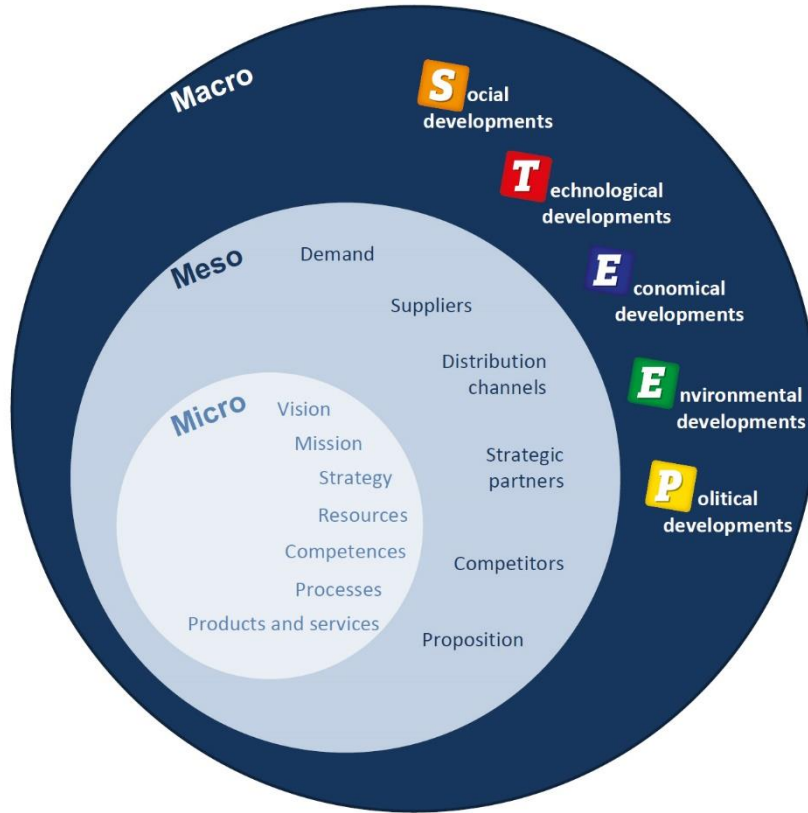 Macro
Social
developments
Technological
developments
Economical
developments
Environmental
developments
Political
developments
Meso
Demand
Suppliers
Distribution
channels
Strategic
partners
Competitors
Proposition
Micro
Vision
Mission
Strategy
Resources
Competences
Processes
Products and services